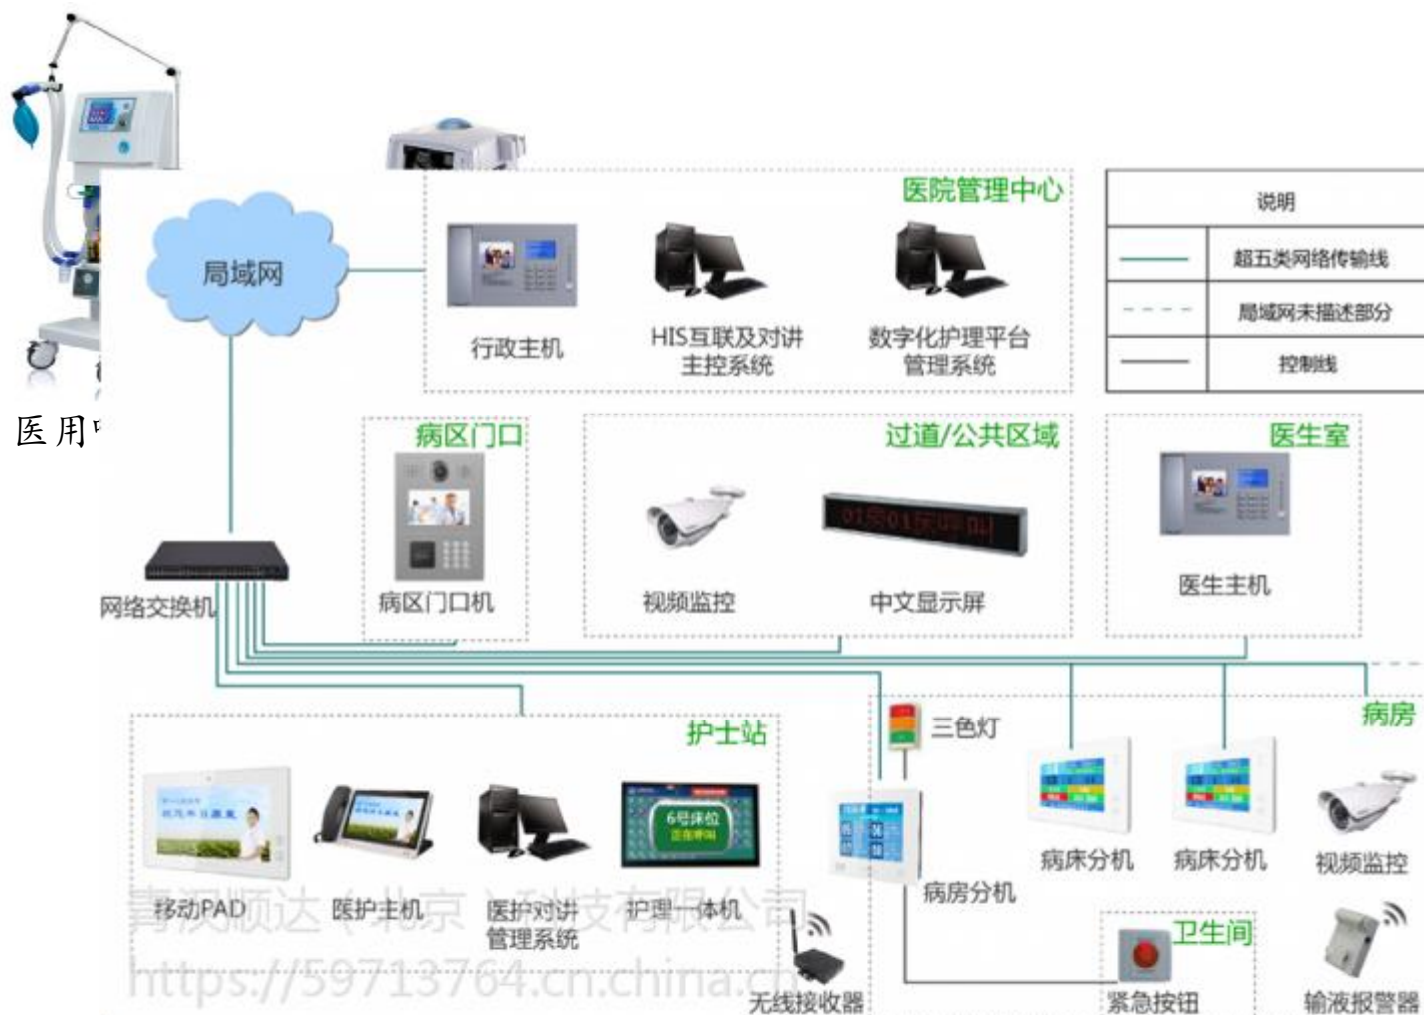 医院管理中心
说明
局域网
超五类网络传输线
局域网未描述部分
控制线
行政主机
HIS互联及对讲
主控系统
数字化护理平台
管理系统
医用
病区门口
过道/公共区域
医生室
病区门口机
视频监控
中文显示屏
医生主机
网络交换机
护士站
三色灯
病房
6号床位
正在呼叫
病床分机
病床分机
视频监控
移动PAD
医护主机
医护对讲
管理系统
护理一体机
病房分机
卫生间
无线接收器
紧急按钮
输液报警器
青汉顺达(北京)科技有限公司
https://59713764.cn.china.cn